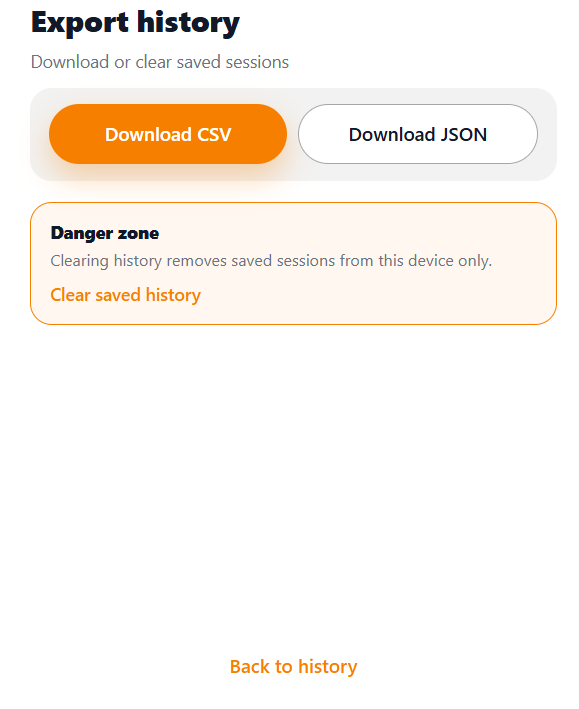 Export history
Download or clear saved sessions
Download CSV
Download JSON
Danger zone
Clearing history removes saved sessions from this device only.
Clear saved history
Back to history